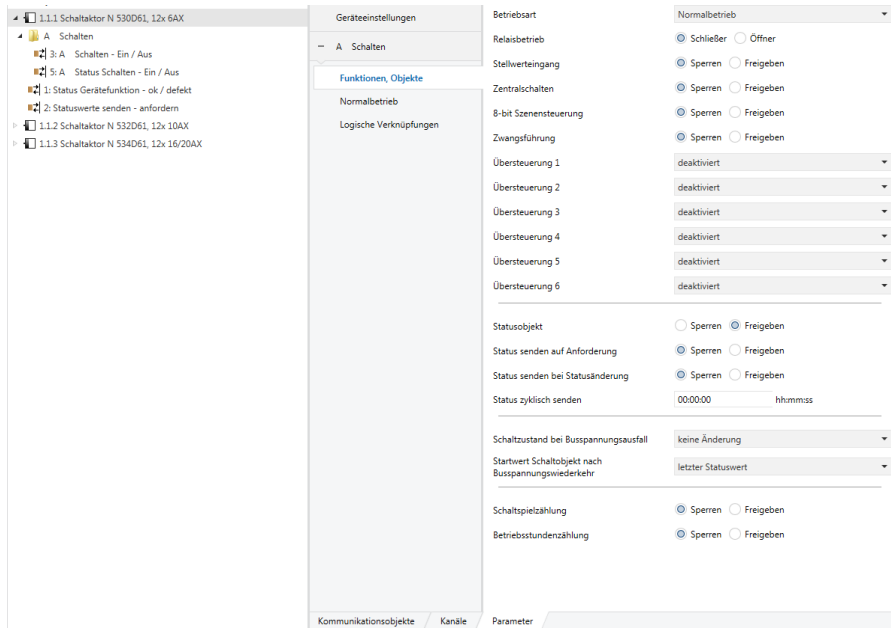 1.1.1 Schaltaktor N 530D61, 12x 6AX
A Schalten
3: A Schalten - Ein / Aus
5: A Status Schalten - Ein / Aus
1: Status Gerätefunktion - ok / defekt
2: Statuswerte senden - anfordern
1.1.2 Schaltaktor N 532D61, 12x 10AX
1.1.3 Schaltaktor N 534D61, 12x 16/20AX
Geräteeinstellungen
– A Schalten
Funktionen, Objekte
Normalbetrieb
Logische Verknüpfungen
Betriebsart Normalbetrieb
Relaisbetrieb Schließer Öffner
Stellwerteingang Sperren Freigeben
Zentralschalten Sperren Freigeben
8-bit Szenensteuerung Sperren Freigeben
Zwangsführung Sperren Freigeben
Übersteuerung 1 deaktiviert
Übersteuerung 2 deaktiviert
Übersteuerung 3 deaktiviert
Übersteuerung 4 deaktiviert
Übersteuerung 5 deaktiviert
Übersteuerung 6 deaktiviert
Statusobjekt Sperren Freigeben
Status senden auf Anforderung Sperren Freigeben
Status senden bei Statusänderung Sperren Freigeben
Status zyklisch senden 00:00:00 hh:mm:ss
Schaltzustand bei Busspannungsausfall keine Änderung
Startwert Schaltobjekt nach
Busspannungswiederkehr letzter Statuswert
Schaltspielzählung Sperren Freigeben
Betriebsstundenzählung Sperren Freigeben
Kommunikationsobjekte Kanäle Parameter